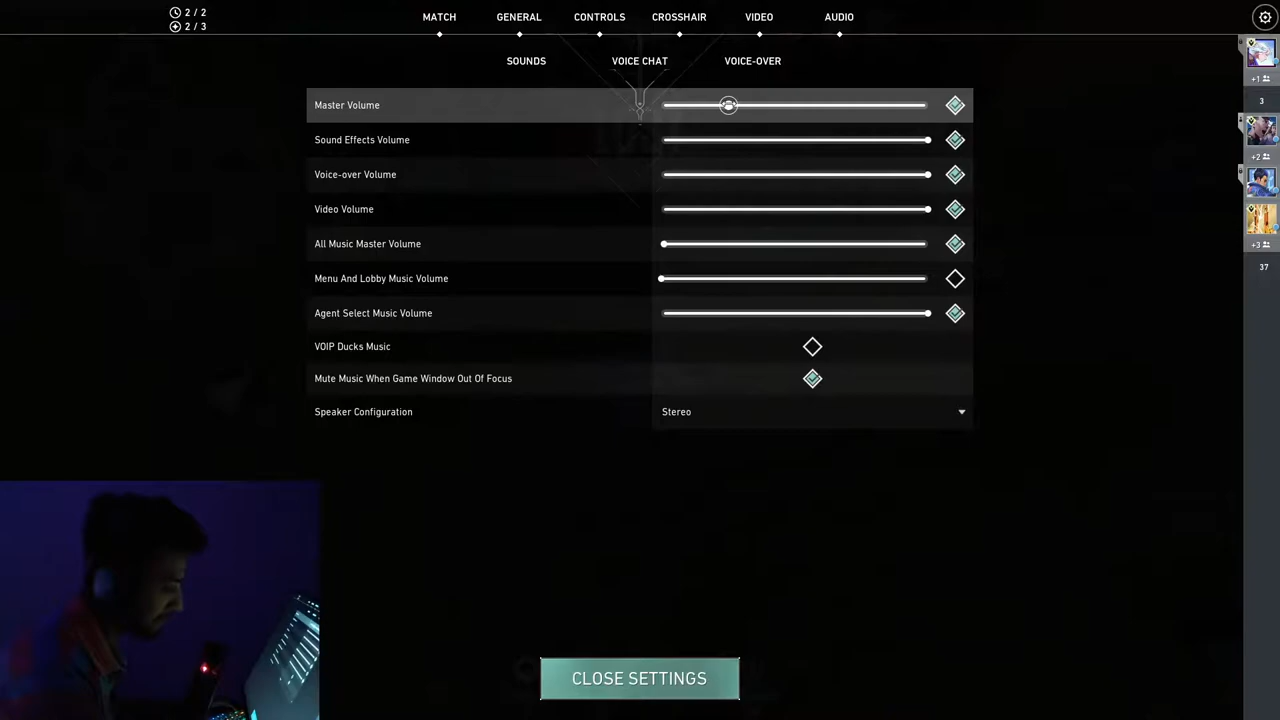 2 / 2
2 / 3
MATCH GENERAL CONTROLS CROSSHAIR VIDEO AUDIO
SOUNDS VOICE CHAT VOICE-OVER
Master Volume
Sound Effects Volume
Voice-over Volume
Video Volume
All Music Master Volume
Menu And Lobby Music Volume
Agent Select Music Volume
VOIP Ducks Music
Mute Music When Game Window Out Of Focus
Speaker Configuration Stereo
CLOSE SETTINGS
+1
3
+2
+3
37